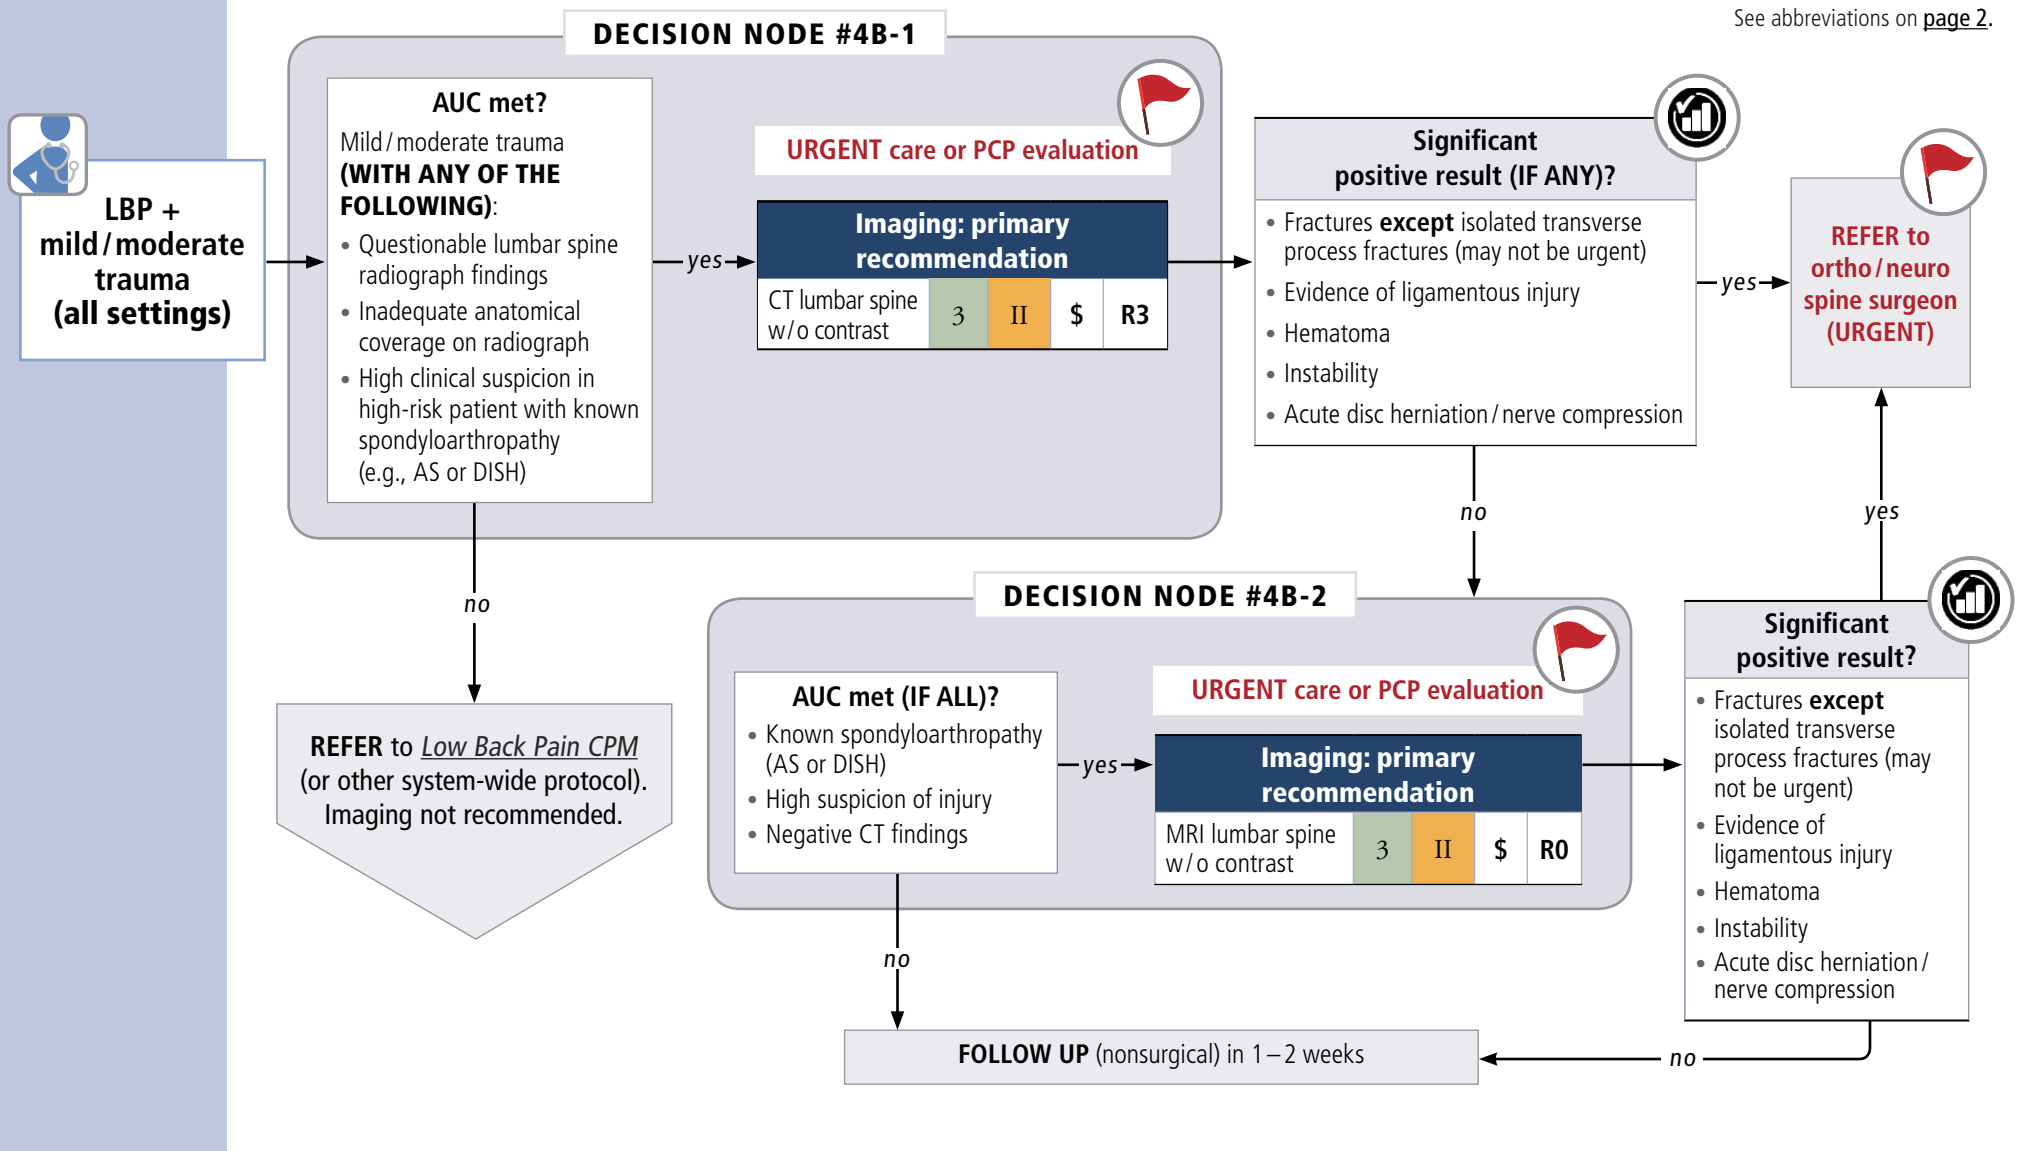 See abbreviations on page 2.
DECISION NODE #4B-1
LBP +
mild/moderate
trauma
(all settings)
AUC met?
Mild/moderate trauma
(WITH ANY OF THE
FOLLOWING):
• Questionable lumbar spine
radiograph findings
• Inadequate anatomical
coverage on radiograph
• High clinical suspicion in
high-risk patient with known
spondyloarthropathy
(e.g., AS or DISH)
yes
URGENT care or PCP evaluation
Imaging: primary
recommendation
CT lumbar spine
w/o contrast
3 II $ R3
Significant
positive result (IF ANY)?
• Fractures except isolated transverse
process fractures (may not be urgent)
• Evidence of ligamentous injury
• Hematoma
• Instability
• Acute disc herniation/nerve compression
yes
REFER to
ortho/neuro
spine surgeon
(URGENT)
no
no
yes
REFER to Low Back Pain CPM
(or other system-wide protocol).
Imaging not recommended.
DECISION NODE #4B-2
AUC met (IF ALL)?
• Known spondyloarthropathy
(AS or DISH)
• High suspicion of injury
• Negative CT findings
yes
URGENT care or PCP evaluation
Imaging: primary
recommendation
MRI lumbar spine
w/o contrast
3 II $ R0
Significant
positive result?
• Fractures except
isolated transverse
process fractures (may
not be urgent)
• Evidence of
ligamentous injury
• Hematoma
• Instability
• Acute disc herniation/
nerve compression
no
no
FOLLOW UP (nonsurgical) in 1–2 weeks